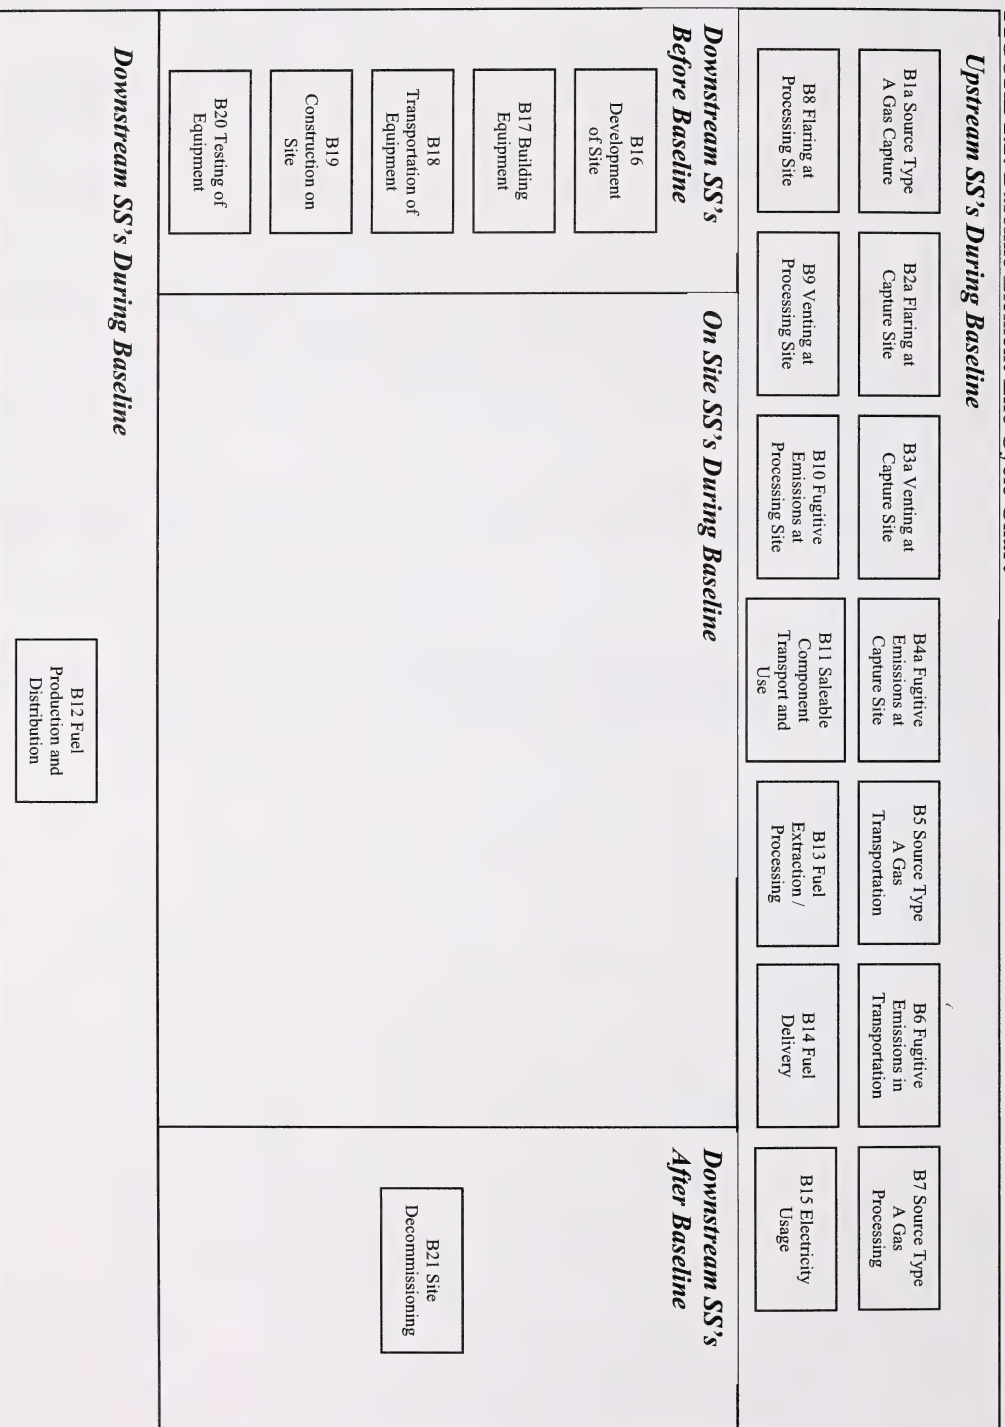 Upstream SS's During Baseline
B1a Source Type
A Gas Capture
B2a Flaring at
Capture Site
B3a Venting at
Capture Site
B4a Fugitive
Emissions at
Capture Site
B5 Source Type
A Gas
Transportation
B6 Fugitive
Emissions in
Transportation
B7 Source Type
A Gas
Processing
B8 Flaring at
Processing Site
B9 Venting at
Processing Site
B10 Fugitive
Emissions at
Processing Site
B11 Saleable
Component
Transport and
Use
B13 Fuel
Extraction /
Processing
B14 Fuel
Delivery
B15 Electricity
Usage
Downstream SS's
Before Baseline
B16
Development
of Site
B17 Building
Equipment
B18
Transportation of
Equipment
B19
Construction on
Site
B20 Testing of
Equipment
On Site SS's During Baseline
Downstream SS's
After Baseline
B21 Site
Decommissioning
Downstream SS's During Baseline
B12 Fuel
Production and
Distribution